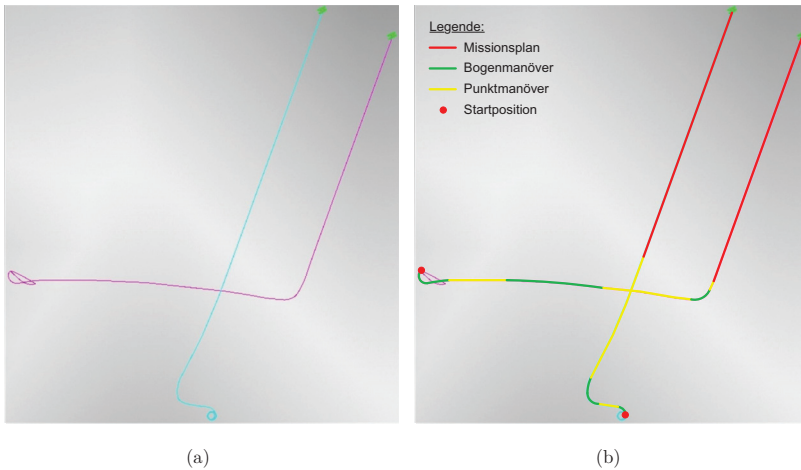 Legende:
Missionsplan
Bogenmanöver
Punktmanöver
Startposition
(a)
(b)